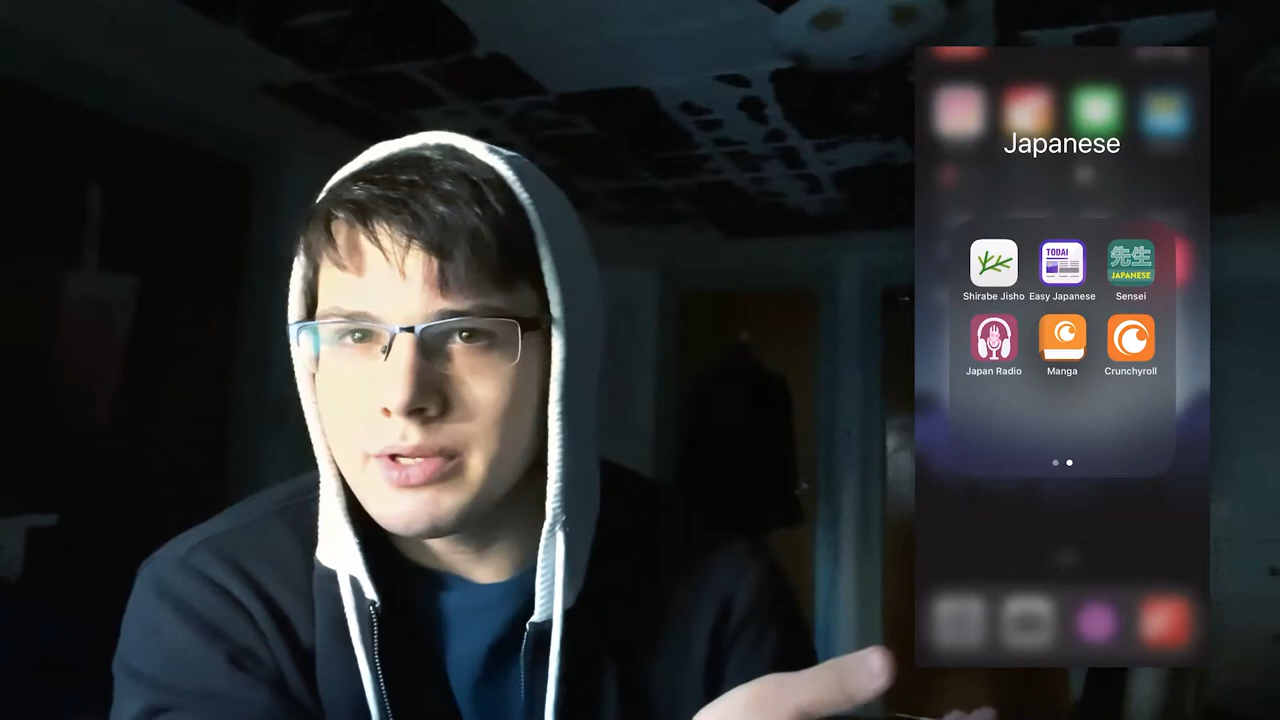 Japanese
TODAI
先生
JAPANESE
Shirabe Jisho Easy Japanese Sensei
Japan Radio Manga Crunchyroll